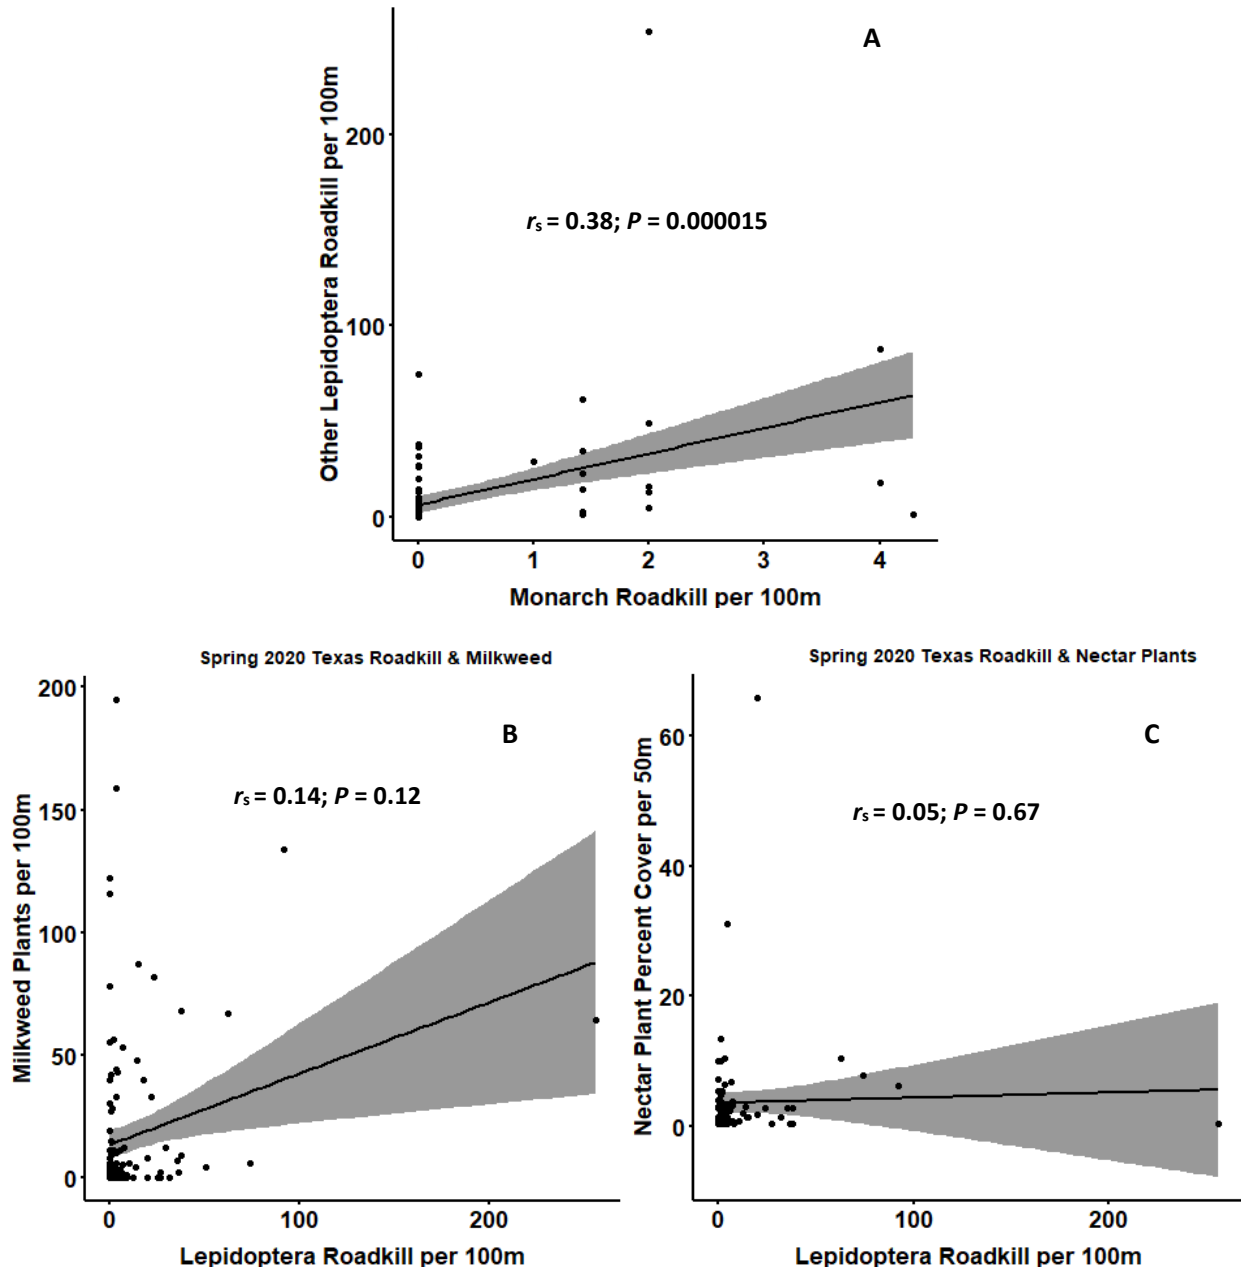 A
Other Lepidoptera Roadkill per 100m
200
100
0
rs = 0.38; P = 0.000015
0 1 2 3 4
Monarch Roadkill per 100m
Spring 2020 Texas Roadkill & Milkweed
B
Milkweed Plants per 100m
200
150
100
50
0
rs = 0.14; P = 0.12
0 100 200
Lepidoptera Roadkill per 100m
Spring 2020 Texas Roadkill & Nectar Plants
C
Nectar Plant Percent Cover per 50m
60
40
20
0
rs = 0.05; P = 0.67
0 100 200
Lepidoptera Roadkill per 100m